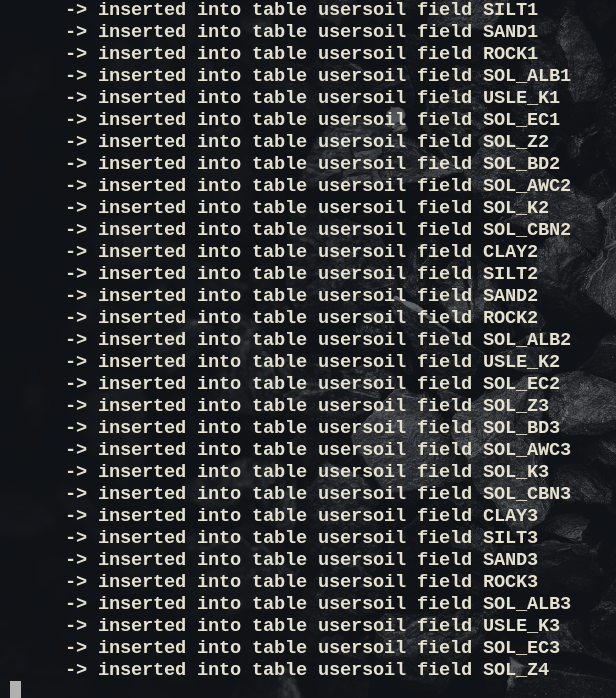 -> inserted into table usersoil field SILT1
-> inserted into table usersoil field SAND1
-> inserted into table usersoil field ROCK1
-> inserted into table usersoil field SOL_ALB1
-> inserted into table usersoil field USLE_K1
-> inserted into table usersoil field SOL_EC1
-> inserted into table usersoil field SOL_Z2
-> inserted into table usersoil field SOL_BD2
-> inserted into table usersoil field SOL_AWC2
-> inserted into table usersoil field SOL_K2
-> inserted into table usersoil field SOL_CBN2
-> inserted into table usersoil field CLAY2
-> inserted into table usersoil field SILT2
-> inserted into table usersoil field SAND2
-> inserted into table usersoil field ROCK2
-> inserted into table usersoil field SOL_ALB2
-> inserted into table usersoil field USLE_K2
-> inserted into table usersoil field SOL_EC2
-> inserted into table usersoil field SOL_Z3
-> inserted into table usersoil field SOL_BD3
-> inserted into table usersoil field SOL_AWC3
-> inserted into table usersoil field SOL_K3
-> inserted into table usersoil field SOL_CBN3
-> inserted into table usersoil field CLAY3
-> inserted into table usersoil field SILT3
-> inserted into table usersoil field SAND3
-> inserted into table usersoil field ROCK3
-> inserted into table usersoil field SOL_ALB3
-> inserted into table usersoil field USLE_K3
-> inserted into table usersoil field SOL_EC3
-> inserted into table usersoil field SOL_Z4